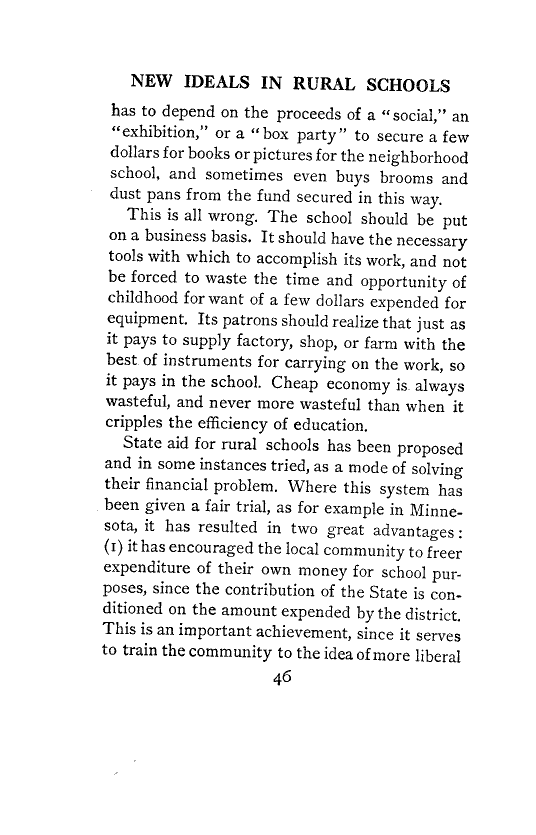 NEW IDEALS IN RURAL SCHOOLS
has to depend on the proceeds of a “social,” an
“exhibition,” or a “box party” to secure a few
dollars for books or pictures for the neighborhood
school, and sometimes even buys brooms and
dust pans from the fund secured in this way.
This is all wrong. The school should be put
on a business basis. It should have the necessary
tools with which to accomplish its work, and not
be forced to waste the time and opportunity of
childhood for want of a few dollars expended for
equipment. Its patrons should realize that just as
it pays to supply factory, shop, or farm with the
best of instruments for carrying on the work, so
it pays in the school. Cheap economy is always
wasteful, and never more wasteful than when it
cripples the efficiency of education.
State aid for rural schools has been proposed
and in some instances tried, as a mode of solving
their financial problem. Where this system has
been given a fair trial, as for example in Minne-
sota, it has resulted in two great advantages:
(1) it has encouraged the local community to freer
expenditure of their own money for school pur-
poses, since the contribution of the State is con-
ditioned on the amount expended by the district.
This is an important achievement, since it serves
to train the community to the idea of more liberal
46